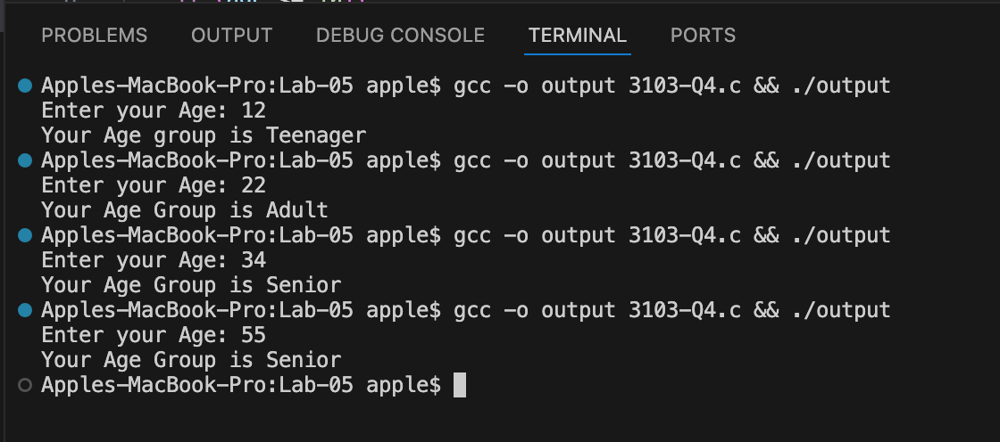 PROBLEMS OUTPUT DEBUG CONSOLE TERMINAL PORTS
Apples-MacBook-Pro:Lab-05 apple$ gcc -o output 3103-Q4.c && ./output
Enter your Age: 12
Your Age group is Teenager
Apples-MacBook-Pro:Lab-05 apple$ gcc -o output 3103-Q4.c && ./output
Enter your Age: 22
Your Age Group is Adult
Apples-MacBook-Pro:Lab-05 apple$ gcc -o output 3103-Q4.c && ./output
Enter your Age: 34
Your Age Group is Senior
Apples-MacBook-Pro:Lab-05 apple$ gcc -o output 3103-Q4.c && ./output
Enter your Age: 55
Your Age Group is Senior
Apples-MacBook-Pro:Lab-05 apple$